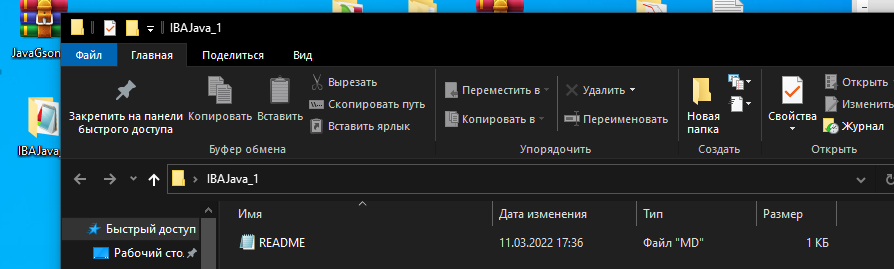 JavaGson
IBAJava_
IBAJava_1
Файл Главная Поделиться Вид
Закрепить на панели быстрого доступа
Копировать
Вставить
Вырезать
Скопировать путь
Вставить ярлык
Буфер обмена
Переместить в
Копировать в
Удалить
Переименовать
Упорядочить
Новая папка
Создать
Свойства
Открыть
Изменить
Журнал
Открыть
IBAJava_1
Быстрый доступ
Рабочий сто.
Имя Дата изменения Тип Размер
README 11.03.2022 17:36 Файл "MD" 1 КБ